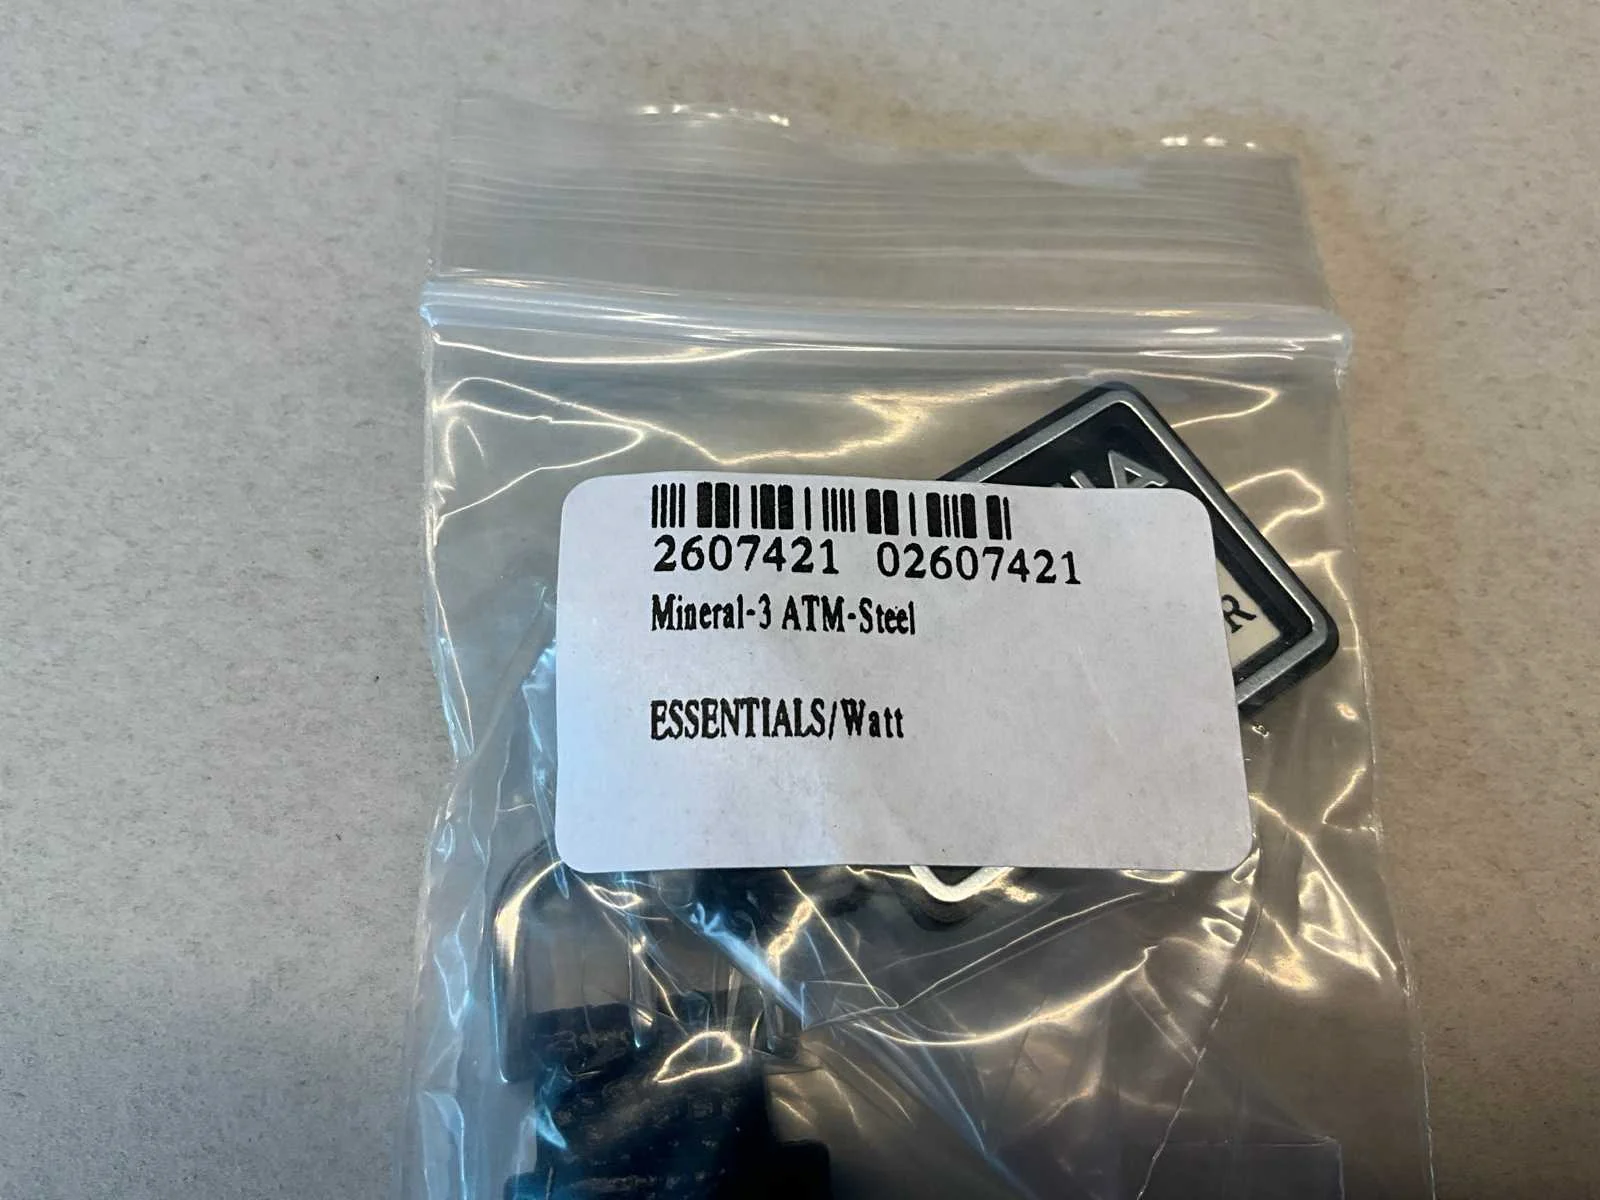 2607421 02607421
Mineral-3 ATM-Steel
ESSENTIALS/Watt